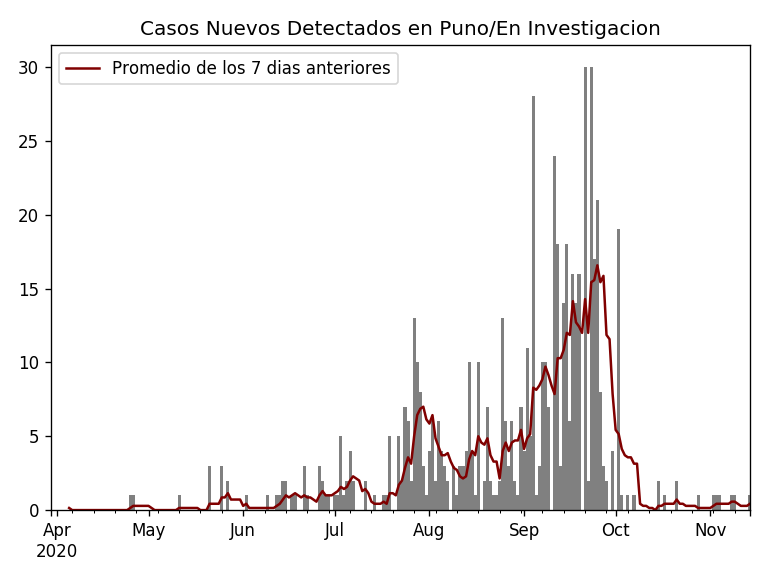 Casos Nuevos Detectados en Puno/En Investigacion
Promedio de los 7 dias anteriores
30
25
20
15
10
5
0
Apr May Jun Jul Aug Sep Oct Nov
2020